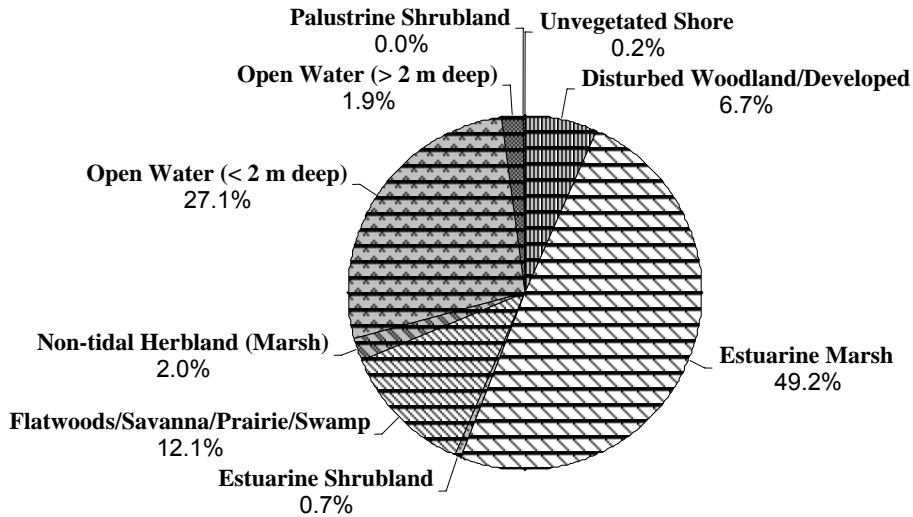 Palustrine Shrubland
0.0%
Unvegetated Shore
0.2%
Open Water (> 2 m deep)
1.9%
Disturbed Woodland/Developed
6.7%
Open Water (< 2 m deep)
27.1%
Non-tidal Herbland (Marsh)
2.0%
Estuarine Marsh
49.2%
Flatwoods/Savanna/Prairie/Swamp
12.1%
Estuarine Shrubland
0.7%